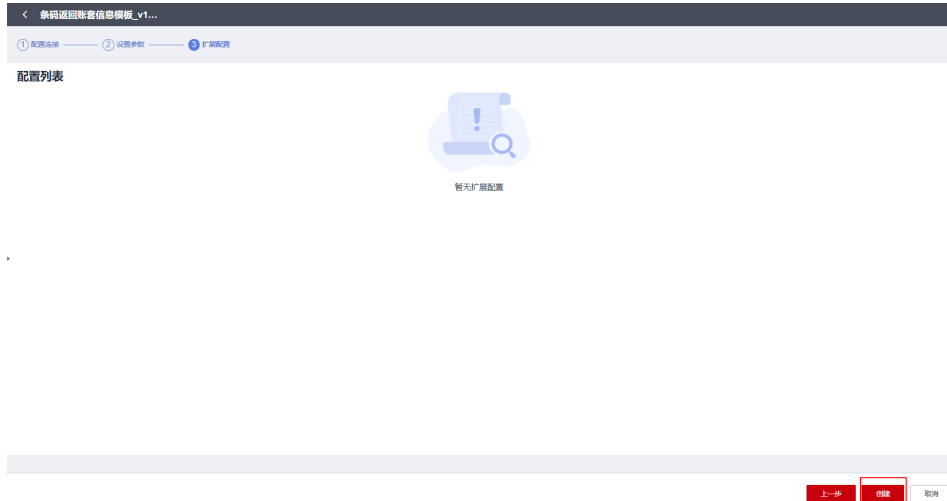 < 条码返回账套信息模板_v1...
1 配置连接 2 设置参数 3 扩展配置
配置列表
暂无扩展配置
上一步 创建 取消